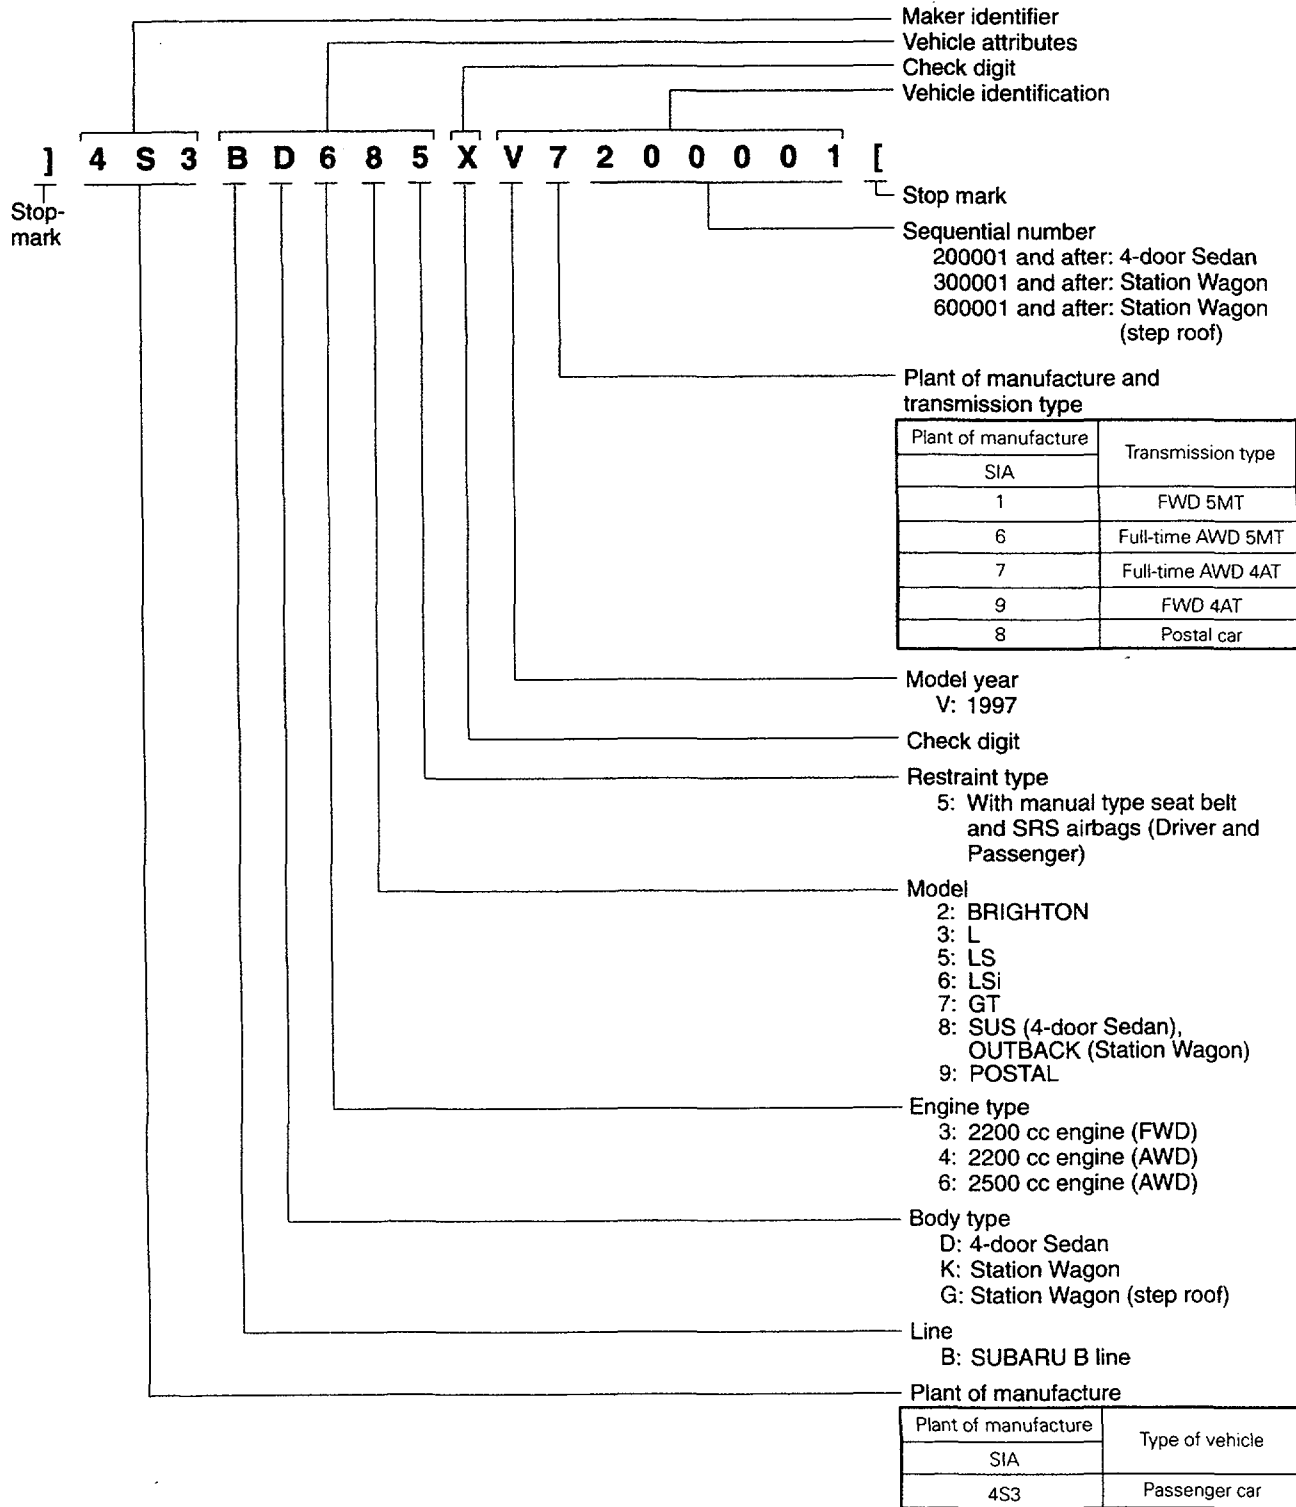 Maker identifier
Vehicle attributes
Check digit
Vehicle identification
] 4 S 3 B D 6 8 5 X V 7 2 0 0 0 0 1 [
Stop-
mark
Stop mark
Sequential number
200001 and after: 4-door Sedan
300001 and after: Station Wagon
600001 and after: Station Wagon
(step roof)
Plant of manufacture and
transmission type
Plant of manufacture Transmission type
SIA
1 FWD 5MT
6 Full-time AWD 5MT
7 Full-time AWD 4AT
9 FWD 4AT
8 Postal car
Model year
V: 1997
Check digit
Restraint type
5: With manual type seat belt
and SRS airbags (Driver and
Passenger)
Model
2: BRIGHTON
3: L
5: LS
6: LSi
7: GT
8: SUS (4-door Sedan),
OUTBACK (Station Wagon)
9: POSTAL
Engine type
3: 2200 cc engine (FWD)
4: 2200 cc engine (AWD)
6: 2500 cc engine (AWD)
Body type
D: 4-door Sedan
K: Station Wagon
G: Station Wagon (step roof)
Line
B: SUBARU B line
Plant of manufacture
Plant of manufacture Type of vehicle
SIA
4S3 Passenger car